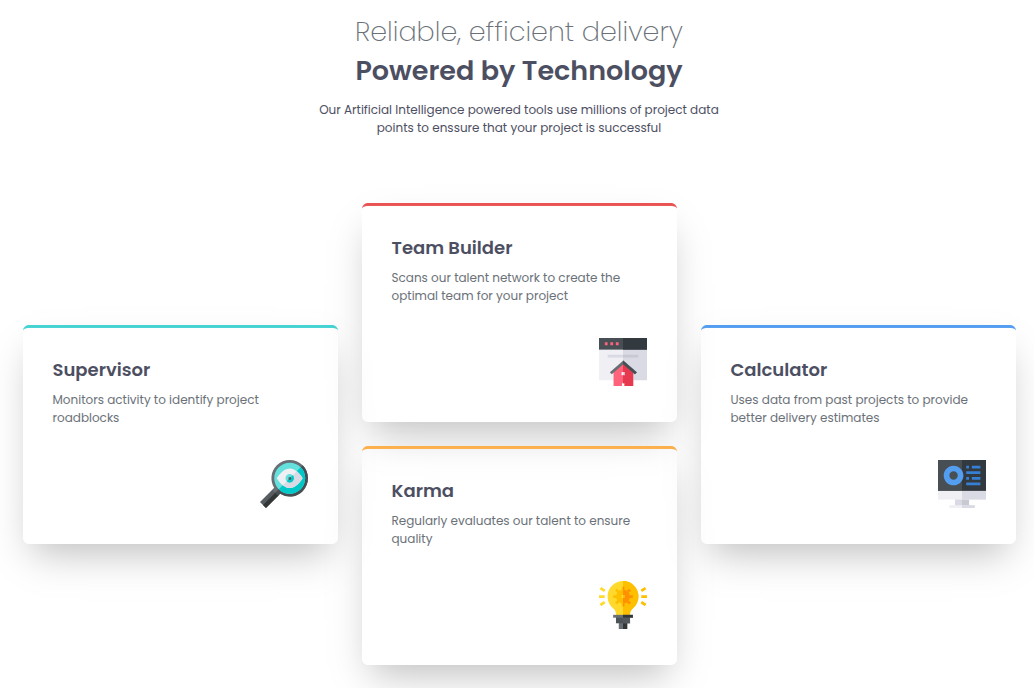 Reliable, efficient delivery
Powered by Technology
Our Artificial Intelligence powered tools use millions of project data
points to enssure that your project is successful
Supervisor
Monitors activity to identify project
roadblocks
Team Builder
Scans our talent network to create the
optimal team for your project
Karma
Regularly evaluates our talent to ensure
quality
Calculator
Uses data from past projects to provide
better delivery estimates